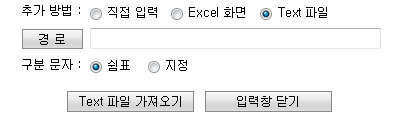 추가 방법 : 직접 입력 Excel 화면 Text 파일
경 로
구분 문자 : 쉼표 지정
Text 파일 가져오기 입력창 닫기